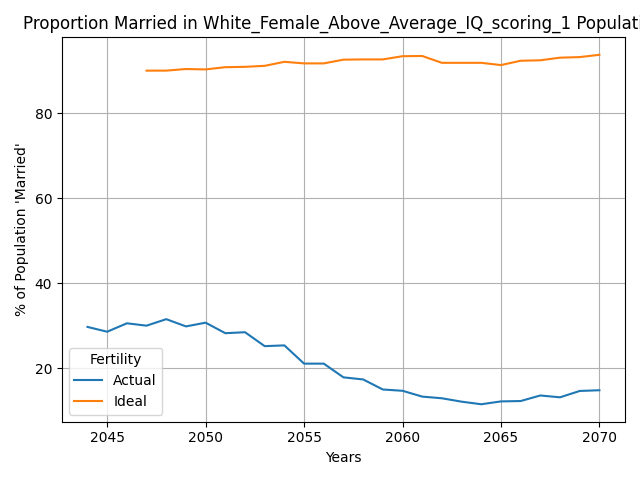 Proportion Married in White_Female_Above_Average_IQ_scoring_1 Populati
% of Population 'Married'
80
60
40
20
Fertility
Actual
Ideal
2045 2050 2055 2060 2065 2070
Years